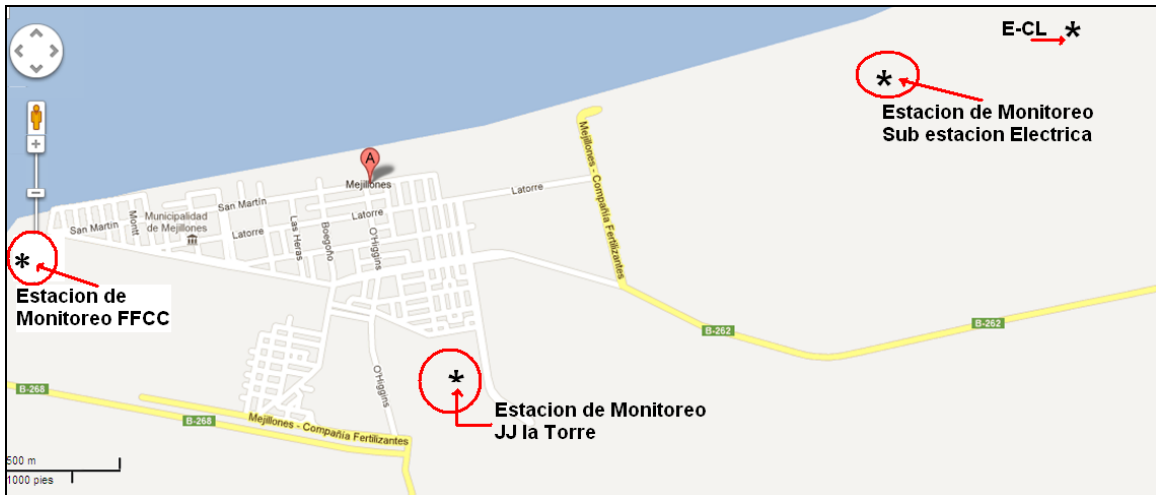 E-CL
Estacion de Monitoreo
Sub estacion Electrica
Mejillones - Compañía Fertilizantes
A
Mejillones
Latorre
San Martín
Latorre
Municipalidad
de Mejillones
Montt
San Martín
Las Heras
Boegoño
O'Higgins
Latorre
Estacion de
Monitoreo FFCC
B-262
B-262
O'Higgins
B-268
Estacion de Monitoreo
JJ la Torre
Mejillones - Compañía Fertilizantes
B-268
500 m
1000 pies